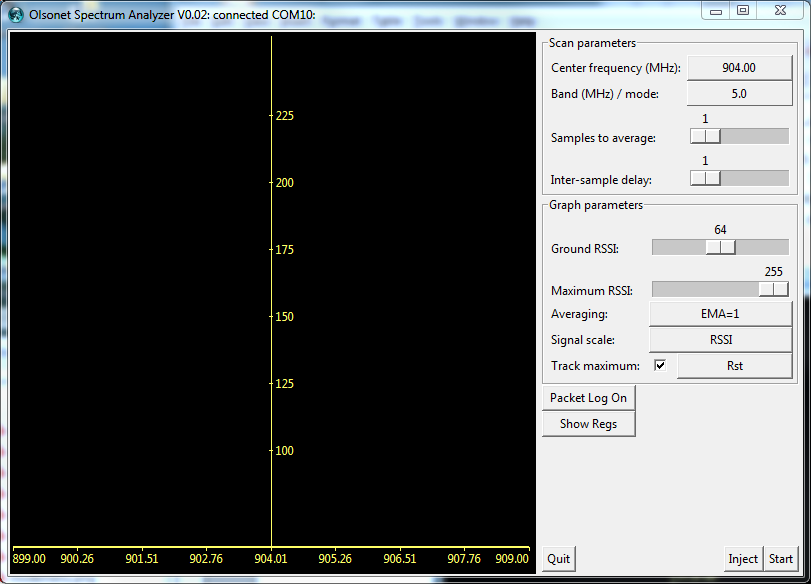 Olsonet Spectrum Analyzer V0.02: connected COM10:
225
200
175
150
125
100
899.00 900.26 901.51 902.76 904.01 905.26 906.51 907.76 909.00
Scan parameters
Center frequency (MHz): 904.00
Band (MHz) / mode: 5.0
1
Samples to average:
1
Inter-sample delay:
Graph parameters
64
Ground RSSI:
255
Maximum RSSI:
Averaging: EMA=1
Signal scale: RSSI
Track maximum: Rst
Packet Log On
Show Regs
Quit Inject Start